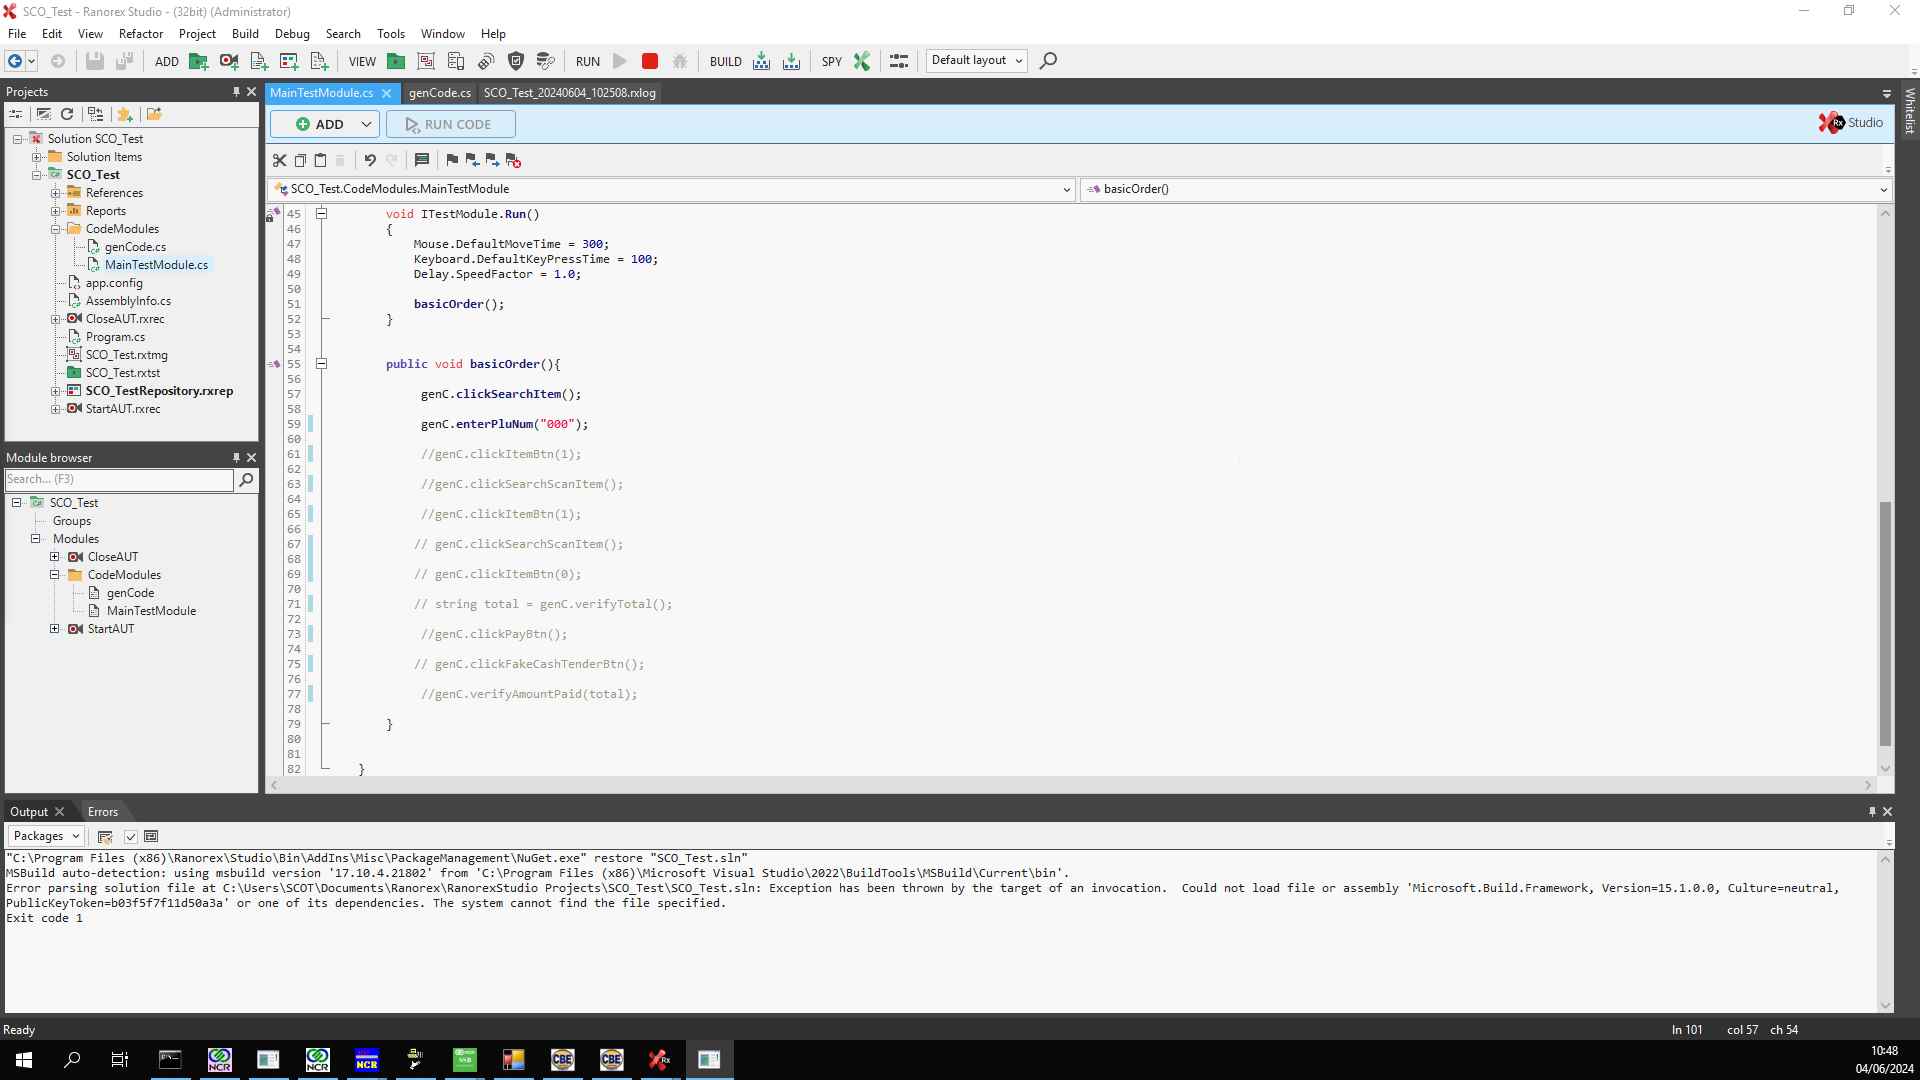 SCO_Test - Ranorex Studio - (32bit) (Administrator)
File Edit View Refactor Project Build Debug Search Tools Window Help
ADD VIEW RUN BUILD SPY Default layout
Projects
Solution SCO_Test
Solution Items
SCO_Test
References
Reports
CodeModules
genCode.cs
MainTestModule.cs
app.config
AssemblyInfo.cs
CloseAUT.rxrec
Program.cs
SCO_Test.rxtmg
SCO_Test.rxtst
SCO_TestRepository.rxrep
StartAUT.rxrec
Module browser
Search... (F3)
SCO_Test
Groups
Modules
CloseAUT
CodeModules
genCode
MainTestModule
StartAUT
MainTestModule.cs genCode.cs SCO_Test_20240604_102508.rxlog
ADD RUN CODE
Rx Studio
Whitelist
SCO_Test.CodeModules.MainTestModule basicOrder()
45 void ITestModule.Run()
46 {
47 Mouse.DefaultMoveTime = 300;
48 Keyboard.DefaultKeyPressTime = 100;
49 Delay.SpeedFactor = 1.0;
50
51 basicOrder();
52 }
53
54
55 public void basicOrder(){
56
57 genC.clickSearchItem();
58
59 genC.enterPluNum("000");
60
61 //genC.clickItemBtn(1);
62
63 //genC.clickSearchScanItem();
64
65 //genC.clickItemBtn(1);
66
67 // genC.clickSearchScanItem();
68
69 // genC.clickItemBtn(0);
70
71 // string total = genC.verifyTotal();
72
73 //genC.clickPayBtn();
74
75 // genC.clickFakeCashTenderBtn();
76
77 //genC.verifyAmountPaid(total);
78
79 }
80
81
82 }
Output Errors
Packages
"C:\Program Files (x86)\Ranorex\Studio\Bin\AddIns\Misc\PackageManagement\NuGet.exe" restore "SCO_Test.sln"
MSBuild auto-detection: using msbuild version '17.10.4.21802' from 'C:\Program Files (x86)\Microsoft Visual Studio\2022\BuildTools\MSBuild\Current\bin'.
Error parsing solution file at C:\Users\SCOT\Documents\Ranorex\RanorexStudio Projects\SCO_Test\SCO_Test.sln: Exception has been thrown by the target of an invocation.  Could not load file or assembly 'Microsoft.Build.Framework, Version=15.1.0.0, Culture=neutral,
PublicKeyToken=b03f5f7f11d50a3a' or one of its dependencies. The system cannot find the file specified.
Exit code 1
Ready ln 101 col 57 ch 54
NCR NCR NCR SSB CBE CBE Rx
10:48
04/06/2024